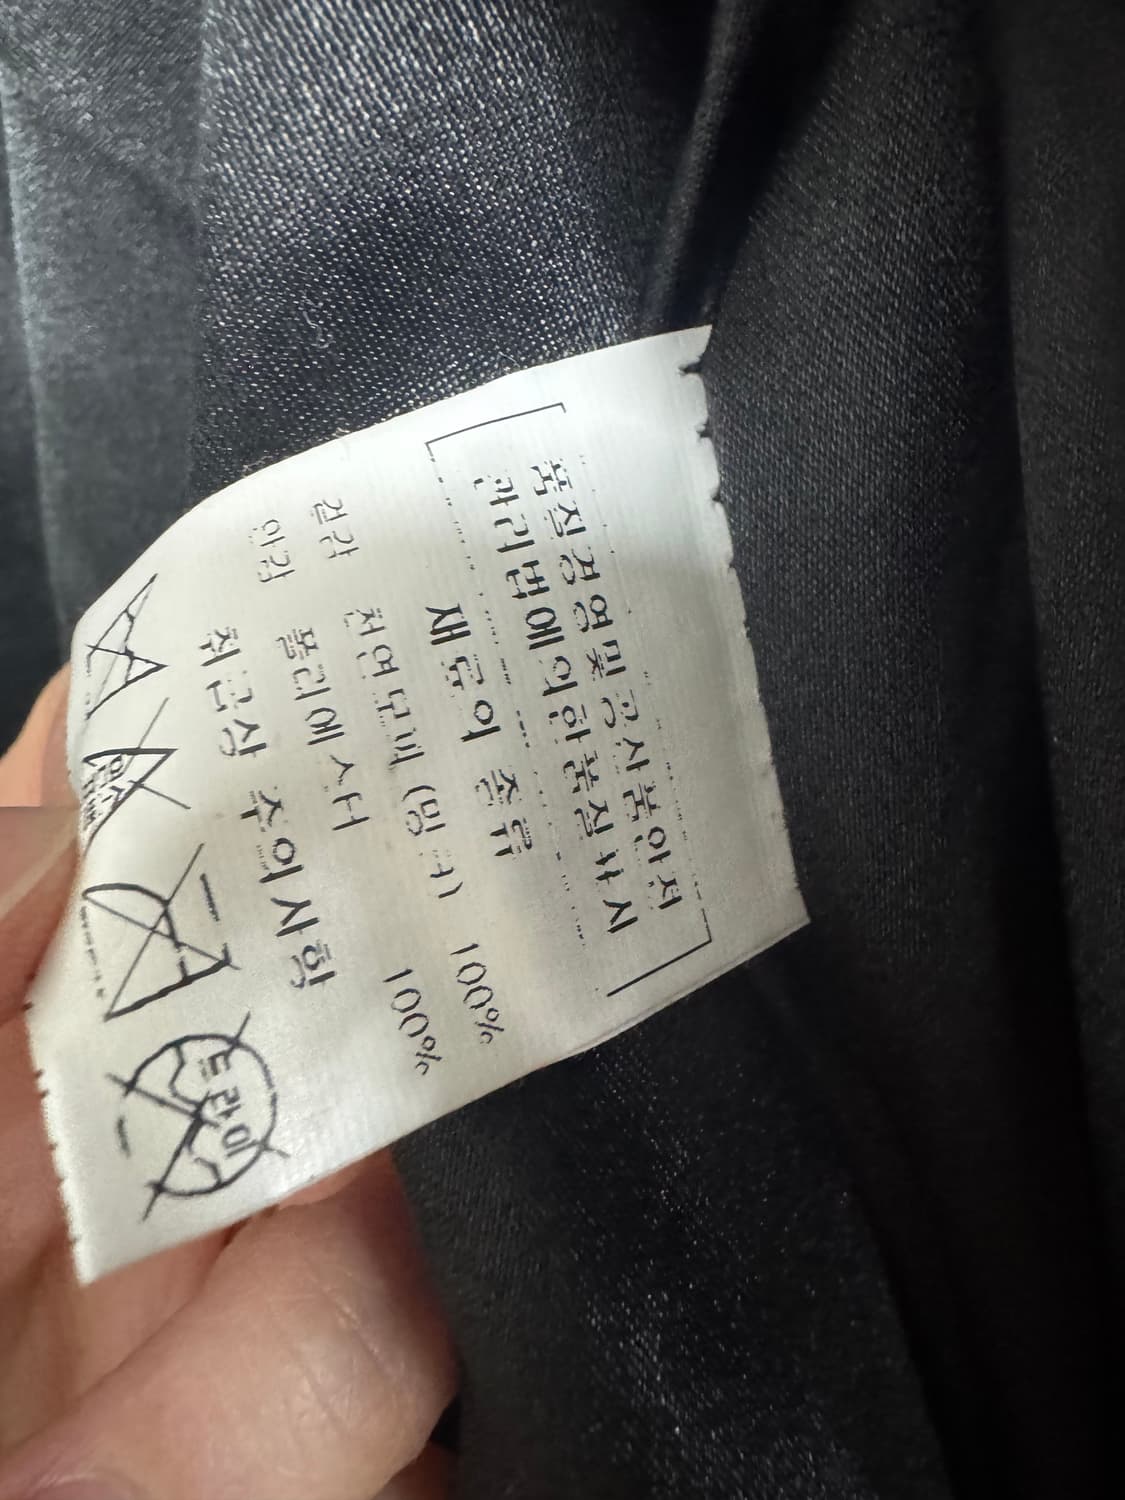 품질경영및공산품안전
관리법에의한품질표시
재료의 종류
겉감 천연모피 (밍크) 100%
안감 폴리에스터 100%
취급상 주의사항
드라이